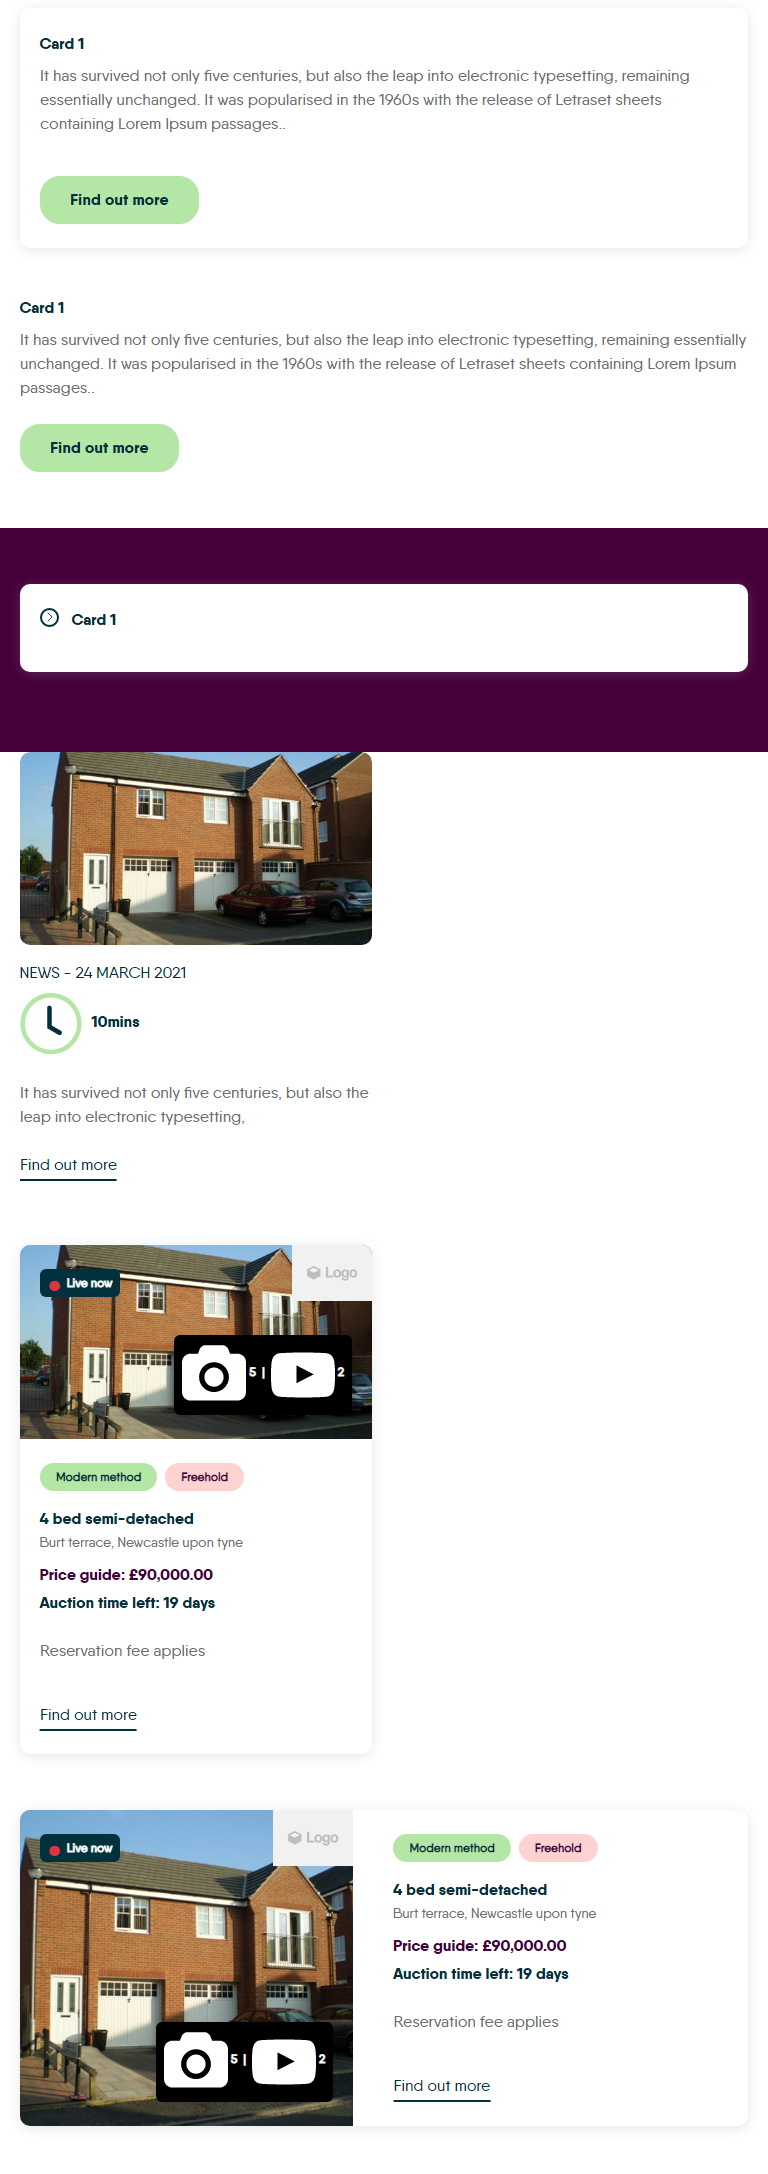 Card 1
It has survived not only five centuries, but also the leap into electronic typesetting, remaining
essentially unchanged. It was popularised in the 1960s with the release of Letraset sheets
containing Lorem Ipsum passages..
Find out more
Card 1
It has survived not only five centuries, but also the leap into electronic typesetting, remaining essentially
unchanged. It was popularised in the 1960s with the release of Letraset sheets containing Lorem Ipsum
passages..
Find out more
Card 1
NEWS - 24 MARCH 2021
10mins
It has survived not only five centuries, but also the
leap into electronic typesetting,
Find out more
Live now
Logo
5 | 2
Modern method
Freehold
4 bed semi-detached
Burt terrace, Newcastle upon tyne
Price guide: £90,000.00
Auction time left: 19 days
Reservation fee applies
Find out more
Live now
Logo
5 | 2
Modern method
Freehold
4 bed semi-detached
Burt terrace, Newcastle upon tyne
Price guide: £90,000.00
Auction time left: 19 days
Reservation fee applies
Find out more